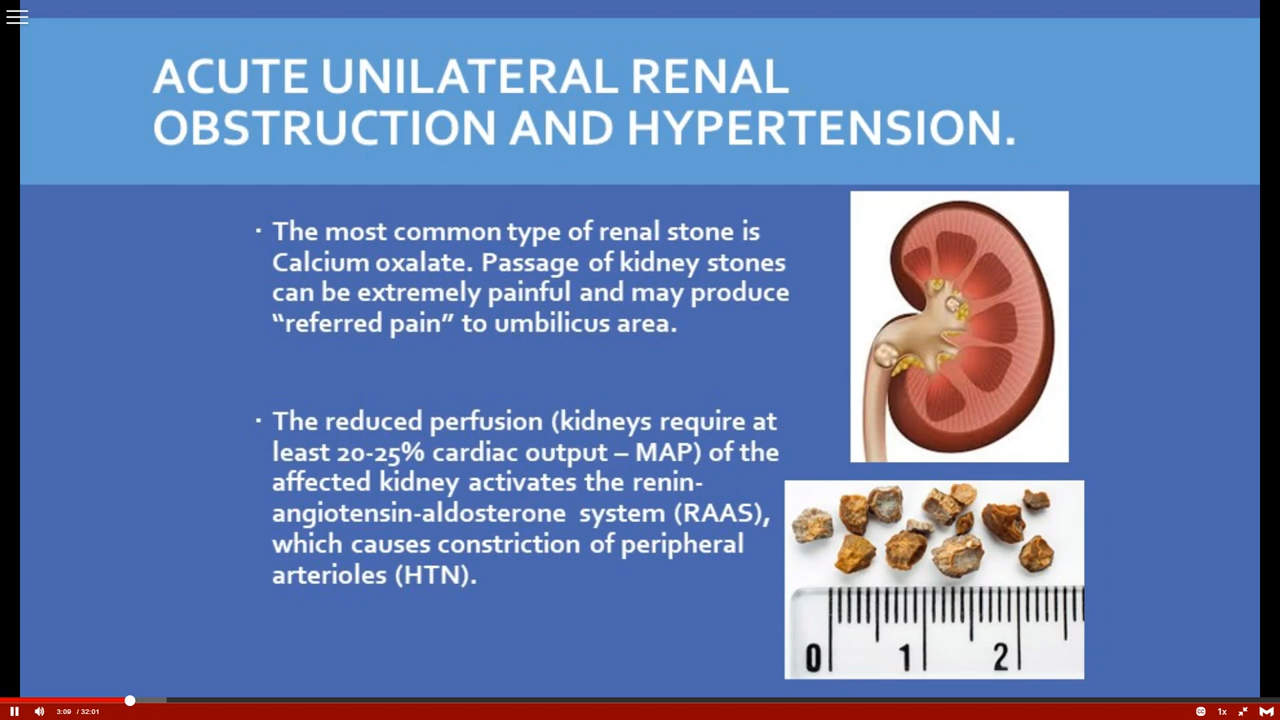 ACUTE UNILATERAL RENAL
OBSTRUCTION AND HYPERTENSION.
· The most common type of renal stone is
Calcium oxalate. Passage of kidney stones
can be extremely painful and may produce
“referred pain” to umbilicus area.
· The reduced perfusion (kidneys require at
least 20-25% cardiac output – MAP) of the
affected kidney activates the renin-
angiotensin-aldosterone system (RAAS),
which causes constriction of peripheral
arterioles (HTN).
0 1 2
3:09 / 32:01
1x